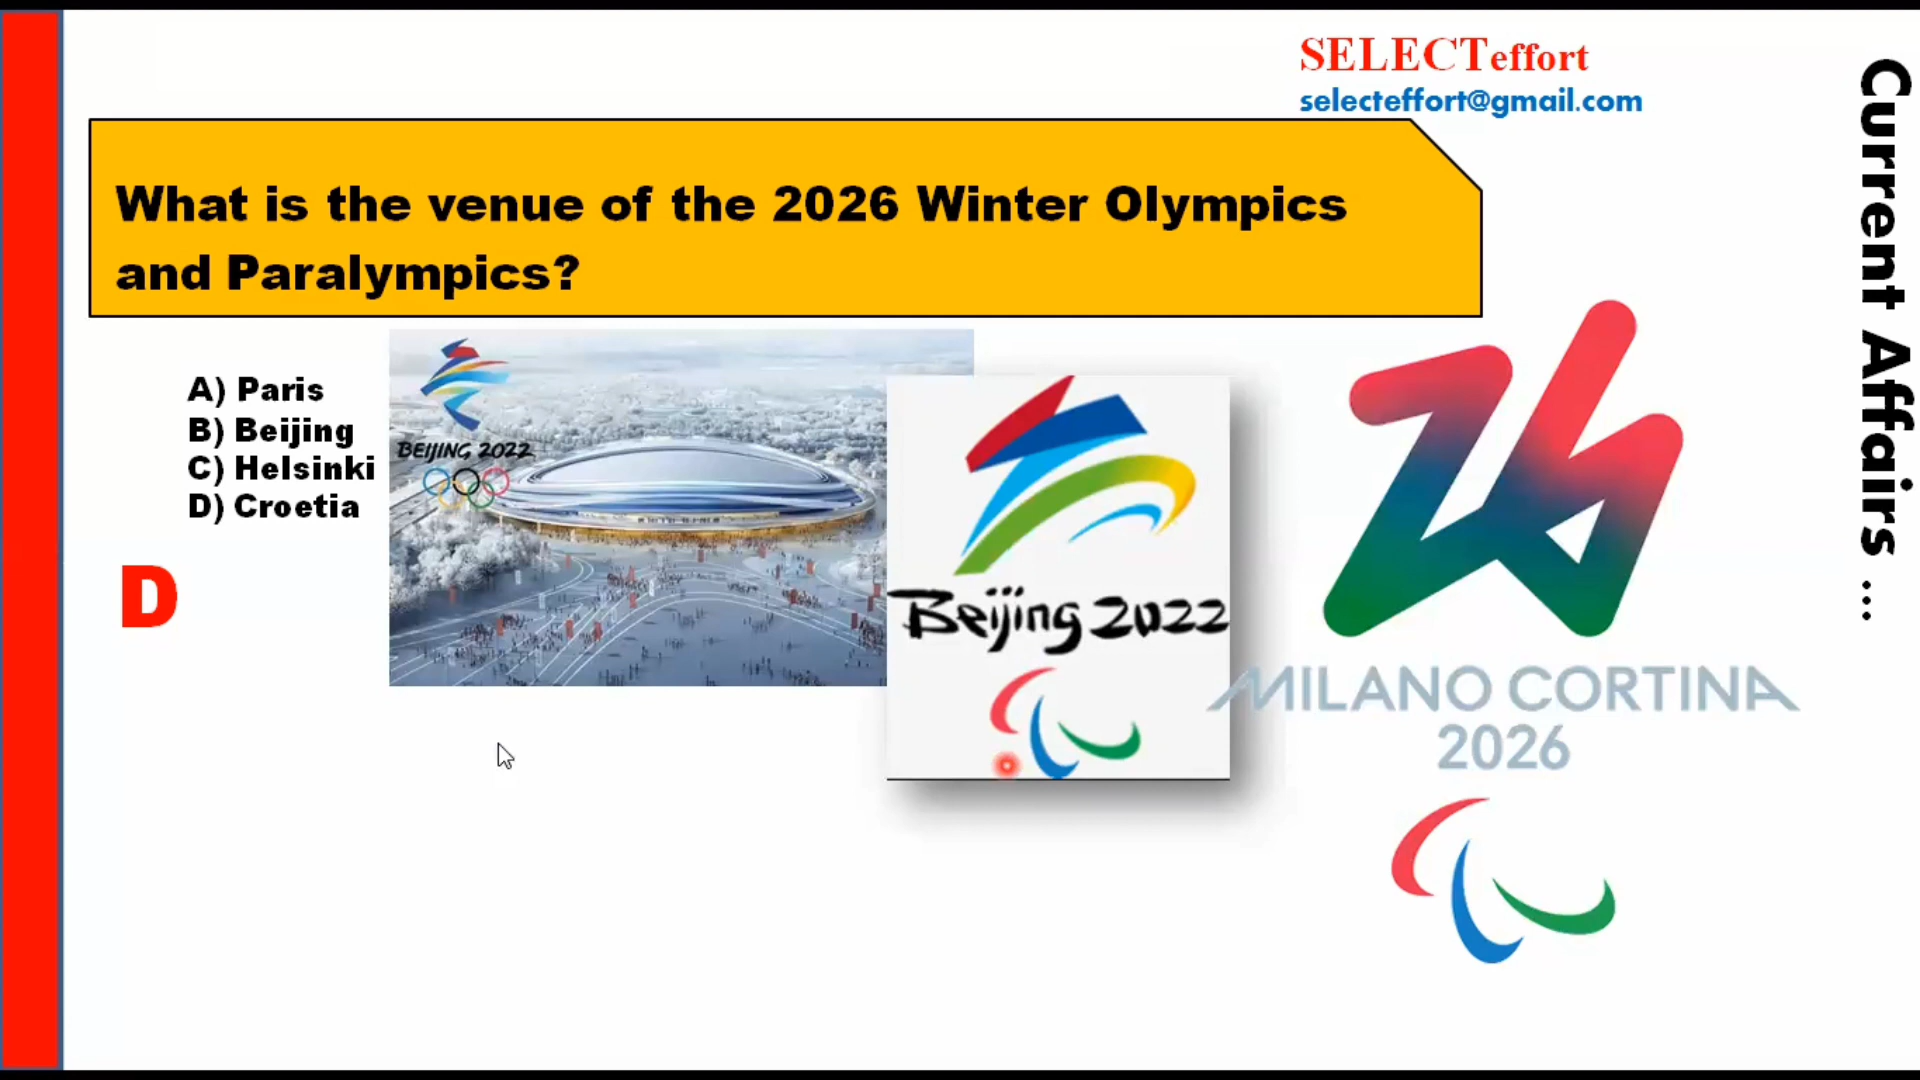 SELECTeffort
selecteffort@gmail.com
What is the venue of the 2026 Winter Olympics
and Paralympics?
A) Paris
B) Beijing
C) Helsinki
D) Croetia
D
BEIJING 2022
Beijing 2022
MILANO CORTINA
2026
Current Affairs ...